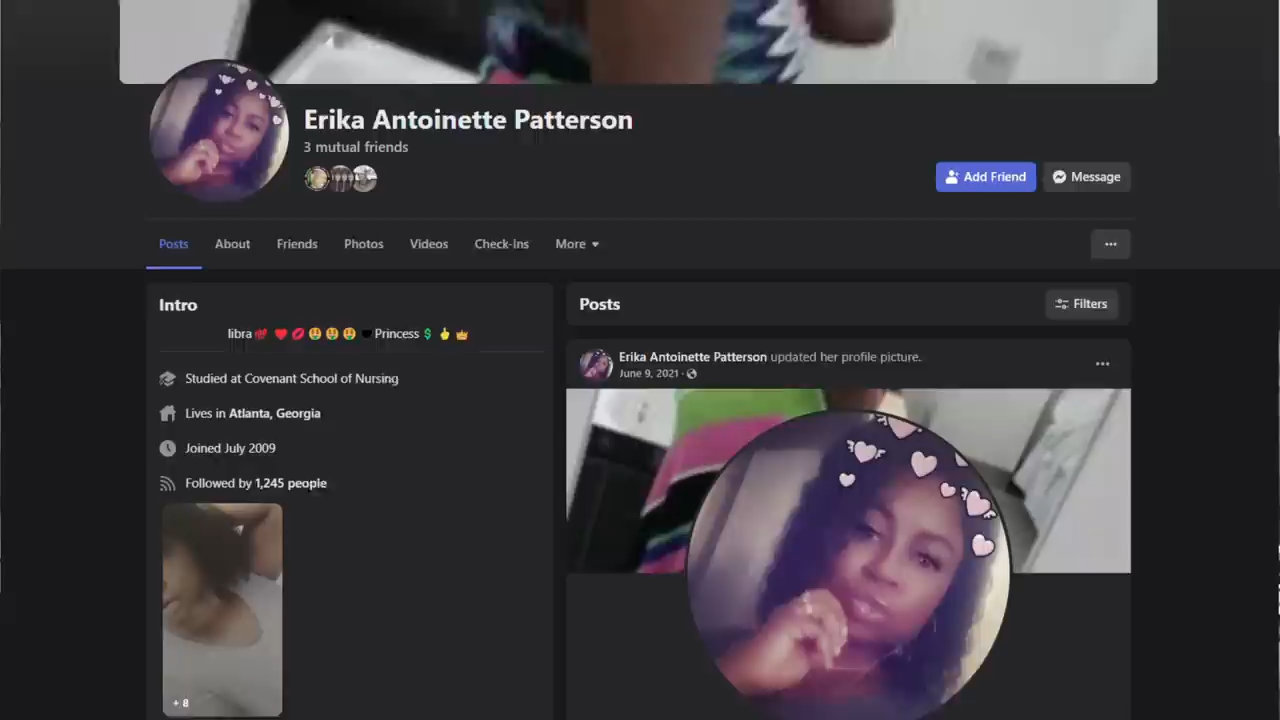 Erika Antoinette Patterson
3 mutual friends
Add Friend
Message
Posts
About
Friends
Photos
Videos
Check-Ins
More
Intro
libra💯❤️💋🤑🤑🤑🖤Princess💲👆👑
Studied at Covenant School of Nursing
Lives in Atlanta, Georgia
Joined July 2009
Followed by 1,245 people
+ 8
Posts
Filters
Erika Antoinette Patterson updated her profile picture.
June 9, 2021 ·